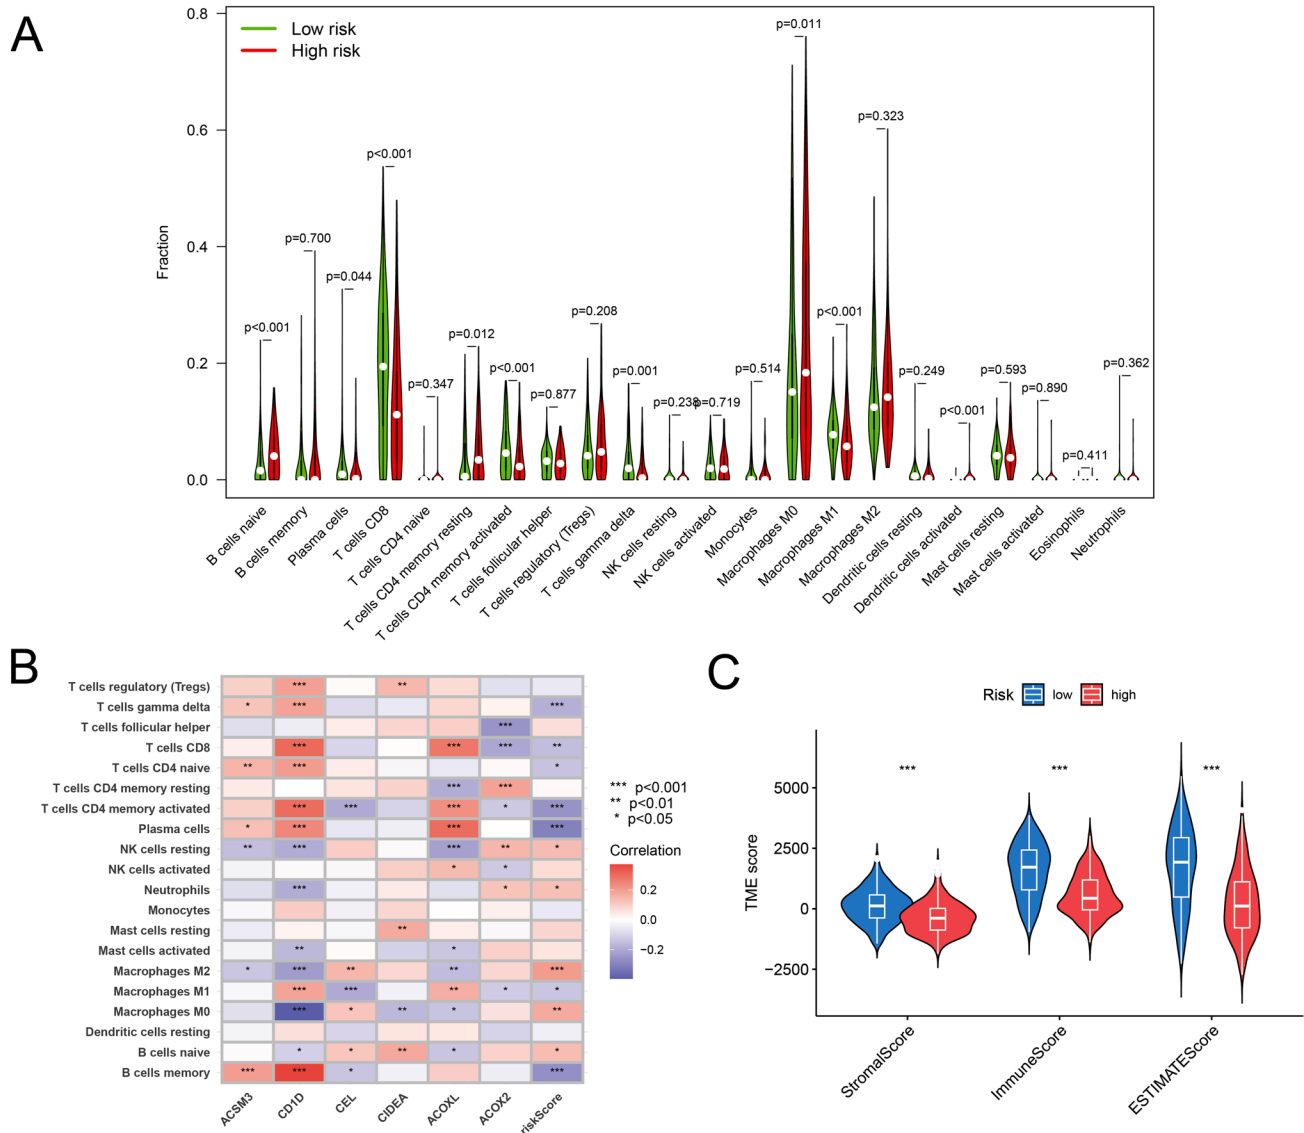 A
Low risk
High risk
Fraction
0.8
0.6
0.4
0.2
0.0
p<0.001
p=0.700
p=0.044
p<0.001
p=0.347
p=0.012
p<0.001
p=0.877
p=0.208
p=0.001
p=0.238
p=0.719
p=0.514
p=0.011
p<0.001
p=0.323
p=0.249
p<0.001
p=0.593
p=0.890
p=0.411
p=0.362
B cells naive
B cells memory
Plasma cells
T cells CD8
T cells CD4 naive
T cells CD4 memory resting
T cells CD4 memory activated
T cells follicular helper
T cells regulatory (Tregs)
T cells gamma delta
NK cells resting
NK cells activated
Monocytes
Macrophages M0
Macrophages M1
Macrophages M2
Dendritic cells resting
Dendritic cells activated
Mast cells resting
Mast cells activated
Eosinophils
Neutrophils
B
T cells regulatory (Tregs) *** **
T cells gamma delta * *** ***
T cells follicular helper ***
T cells CD8 *** *** *** **
T cells CD4 naive ** *** *
T cells CD4 memory resting *** ***
T cells CD4 memory activated *** *** *** * ***
Plasma cells * *** *** ***
NK cells resting ** *** *** ** *
NK cells activated * *
Neutrophils *** * *
Monocytes
Mast cells resting **
Mast cells activated ** *
Macrophages M2 * *** ** ** ***
Macrophages M1 *** *** ** * *
Macrophages M0 *** * ** * **
Dendritic cells resting
B cells naive * * ** * *
B cells memory *** *** * ***
ACSM3
CD1D
CEL
CIDEA
ACOXL
ACOX2
riskScore
*** p<0.001
** p<0.01
* p<0.05
Correlation
0.2
0.0
−0.2
C
Risk low high
TME score
5000
2500
0
−2500
*** *** ***
StromalScore
ImmuneScore
ESTIMATEScore